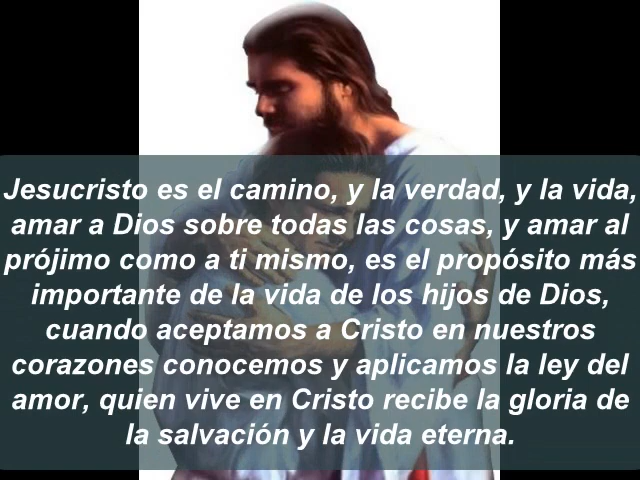 Jesucristo es el camino, y la verdad, y la vida,
amar a Dios sobre todas las cosas, y amar al
prójimo como a ti mismo, es el propósito más
importante de la vida de los hijos de Dios,
cuando aceptamos a Cristo en nuestros
corazones conocemos y aplicamos la ley del
amor, quien vive en Cristo recibe la gloria de
la salvación y la vida eterna.